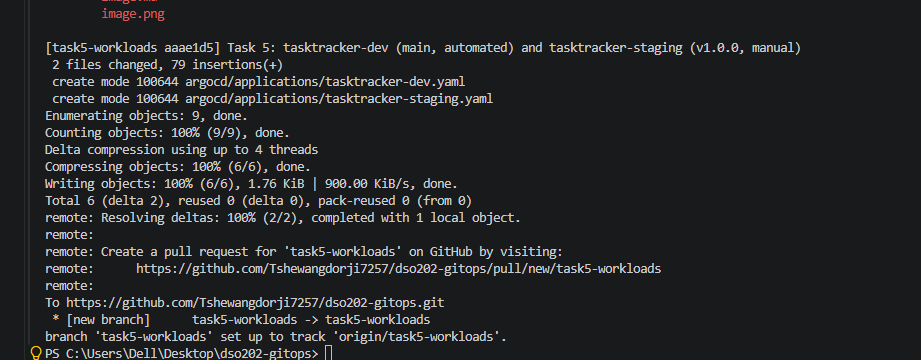 image.png
[task5-workloads aaae1d5] Task 5: tasktracker-dev (main, automated) and tasktracker-staging (v1.0.0, manual)
2 files changed, 79 insertions(+)
create mode 100644 argocd/applications/tasktracker-dev.yaml
create mode 100644 argocd/applications/tasktracker-staging.yaml
Enumerating objects: 9, done.
Counting objects: 100% (9/9), done.
Delta compression using up to 4 threads
Compressing objects: 100% (6/6), done.
Writing objects: 100% (6/6), 1.76 KiB | 900.00 KiB/s, done.
Total 6 (delta 2), reused 0 (delta 0), pack-reused 0 (from 0)
remote: Resolving deltas: 100% (2/2), completed with 1 local object.
remote:
remote: Create a pull request for 'task5-workloads' on GitHub by visiting:
remote:      https://github.com/Tshewangdorji7257/dso202-gitops/pull/new/task5-workloads
remote:
To https://github.com/Tshewangdorji7257/dso202-gitops.git
* [new branch]      task5-workloads -> task5-workloads
branch 'task5-workloads' set up to track 'origin/task5-workloads'.
PS C:\Users\Dell\Desktop\dso202-gitops>